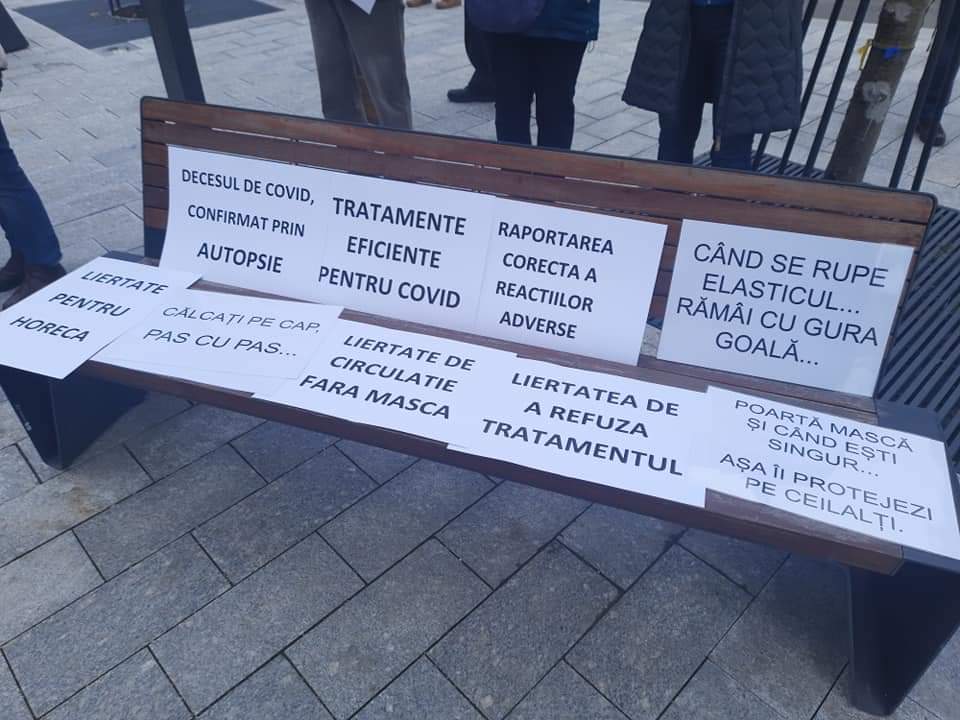 DECESUL DE COVID,
CONFIRMAT PRIN
AUTOPSIE
TRATAMENTE
EFICIENTE
PENTRU COVID
RAPORTAREA
CORECTA A
REACTIILOR
ADVERSE
CÂND SE RUPE
ELASTICUL...
RĂMÂI CU GURA
GOALĂ...
LIERTATE
PENTRU
HORECA
CĂLCAȚI PE CAP,
PAS CU PAS...
LIERTATE DE
CIRCULATIE
FARA MASCA
LIERTATEA DE
A REFUZA
TRATAMENTUL
POARTĂ MASCĂ
ȘI CÂND EȘTI
SINGUR...
AȘA ÎI PROTEJEZI
PE CEILALȚI.